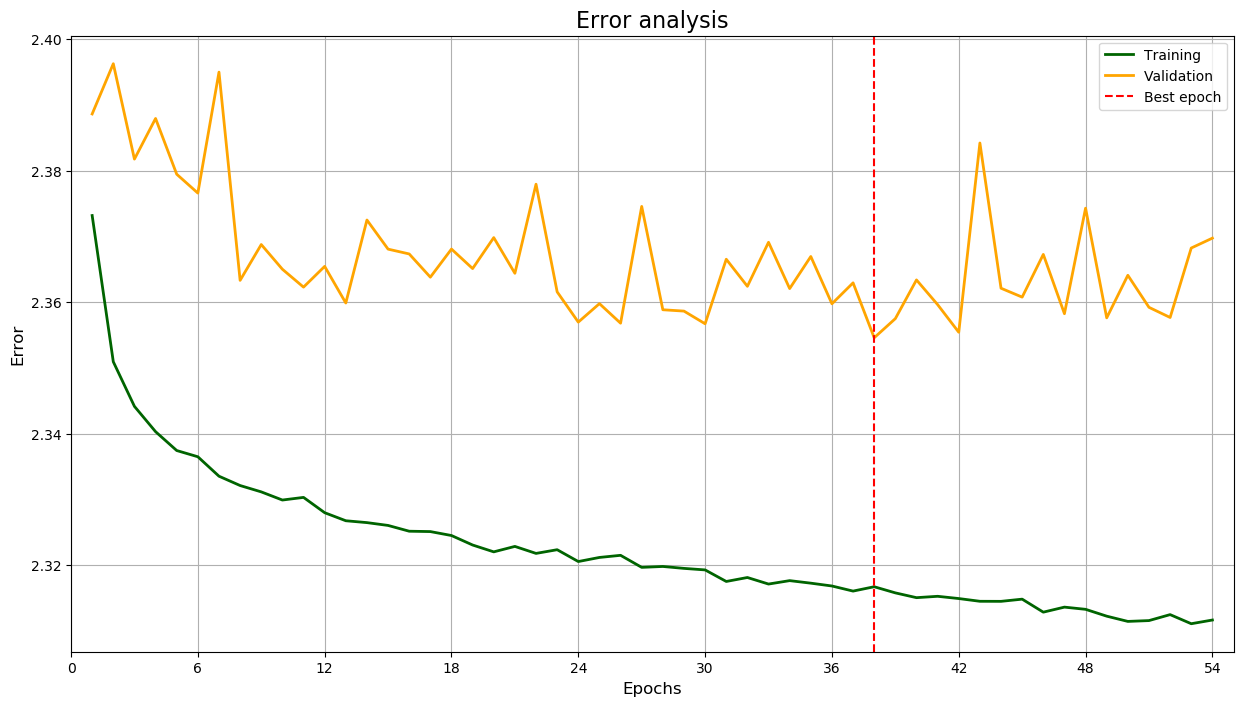 Error analysis
Training
Validation
Best epoch
2.40
2.38
2.36
2.34
2.32
Error
0 6 12 18 24 30 36 42 48 54
Epochs